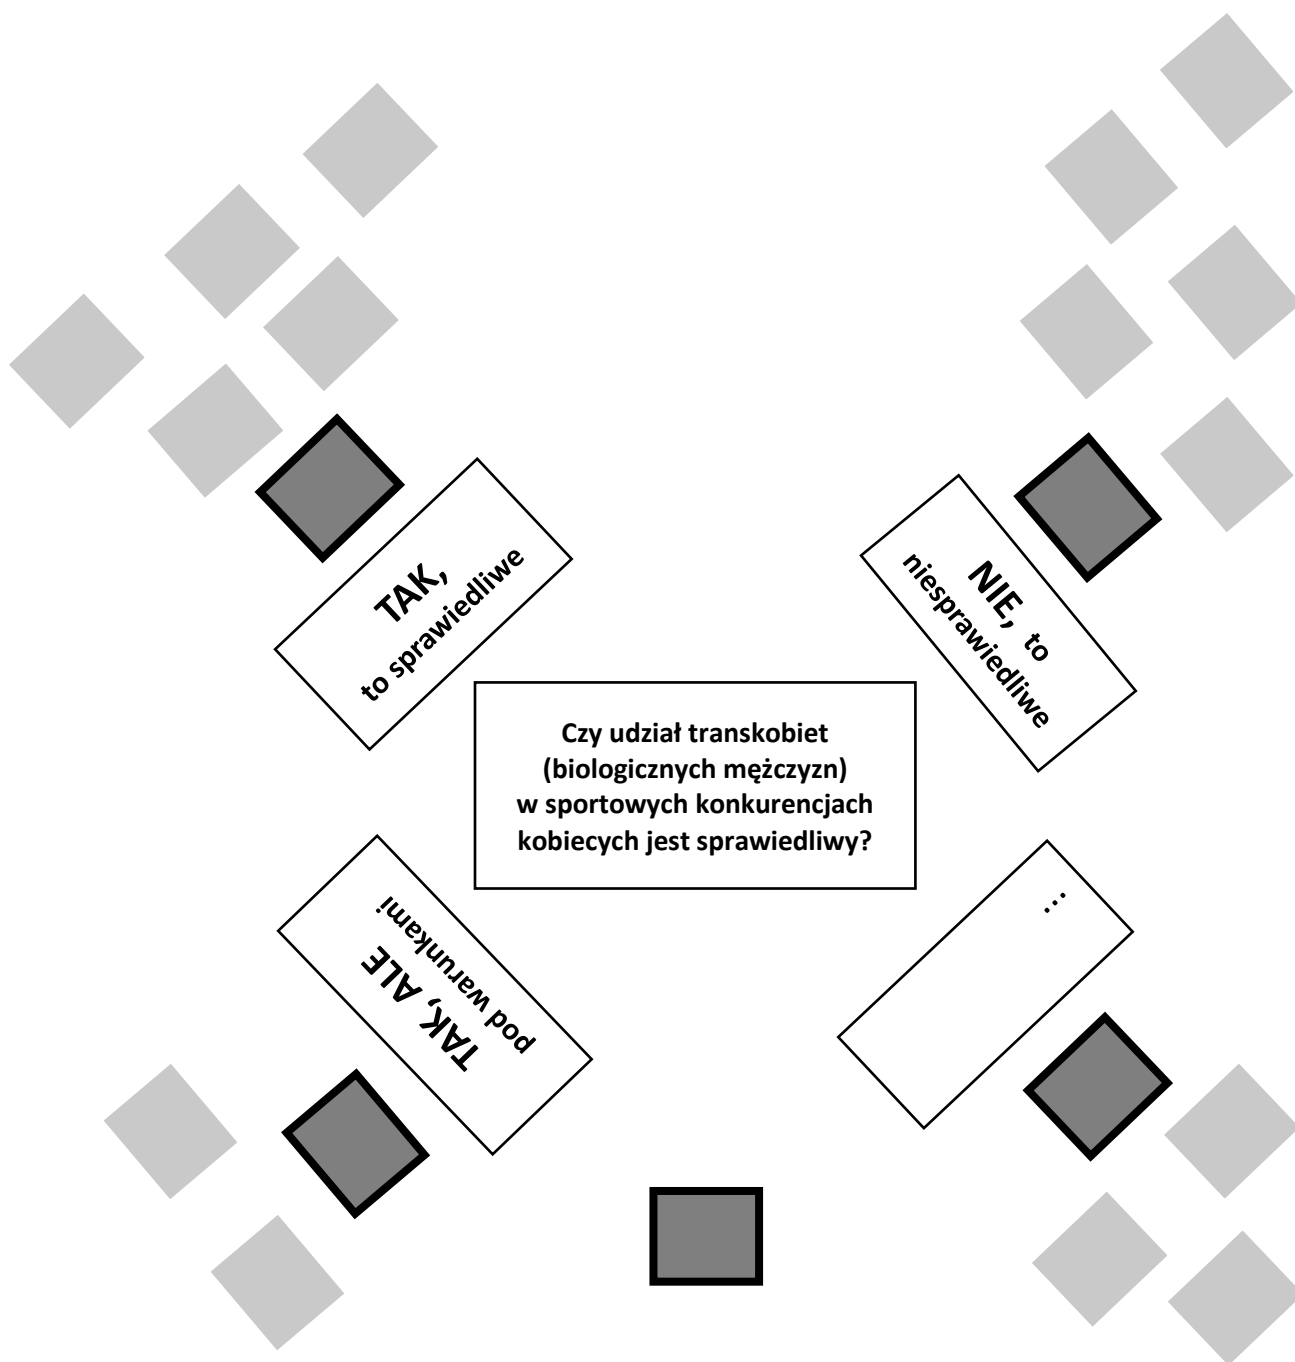 TAK,
to sprawiedliwe
NIE, to
niesprawiedliwe
Czy udział transkobiet
(biologicznych mężczyzn)
w sportowych konkurencjach
kobiecych jest sprawiedliwy?
TAK, ALE
pod warunkami
...